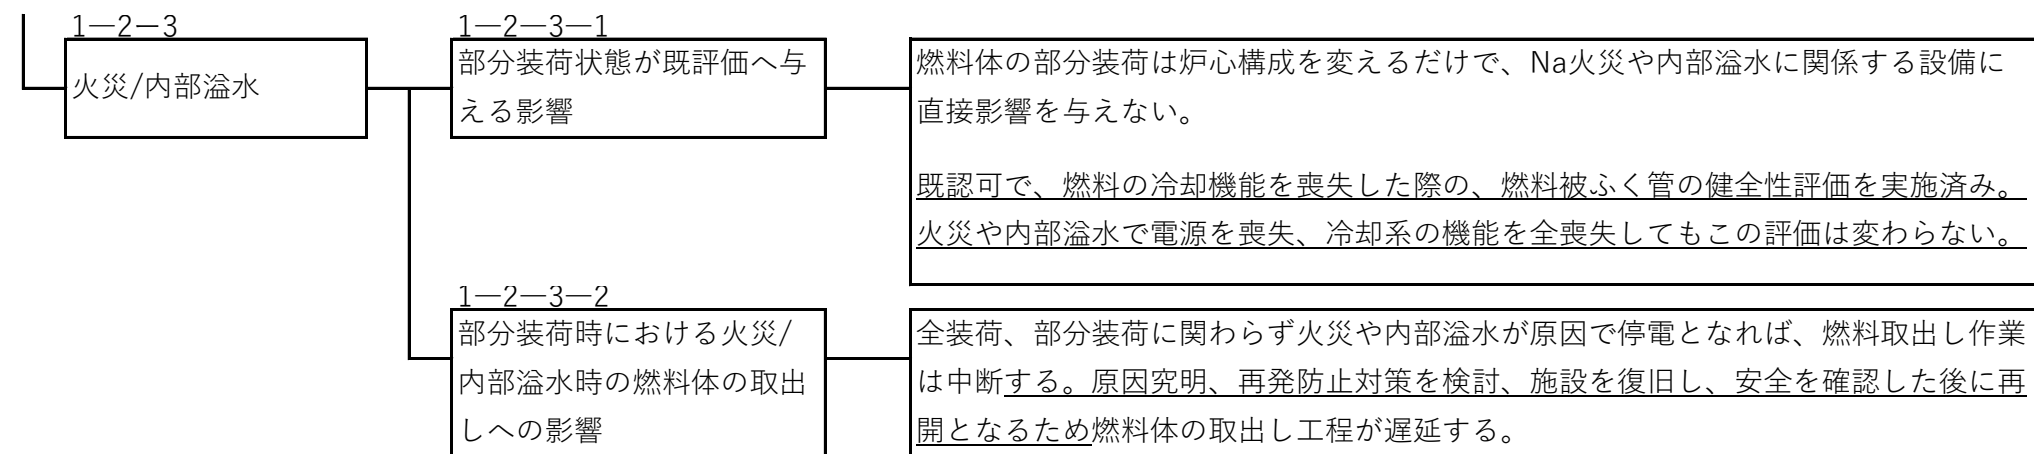 1―2―3
火災/内部溢水
1―2―3―1
部分装荷状態が既評価へ与
える影響
燃料体の部分装荷は炉心構成を変えるだけで、Na火災や内部溢水に関係する設備に
直接影響を与えない。
既認可で、燃料の冷却機能を喪失した際の、燃料被ふく管の健全性評価を実施済み。
火災や内部溢水で電源を喪失、冷却系の機能を全喪失してもこの評価は変わらない。
1―2―3―2
部分装荷時における火災/
内部溢水時の燃料体の取出
しへの影響
全装荷、部分装荷に関わらず火災や内部溢水が原因で停電となれば、燃料取出し作業
は中断する。原因究明、再発防止対策を検討、施設を復旧し、安全を確認した後に再
開となるため燃料体の取出し工程が遅延する。